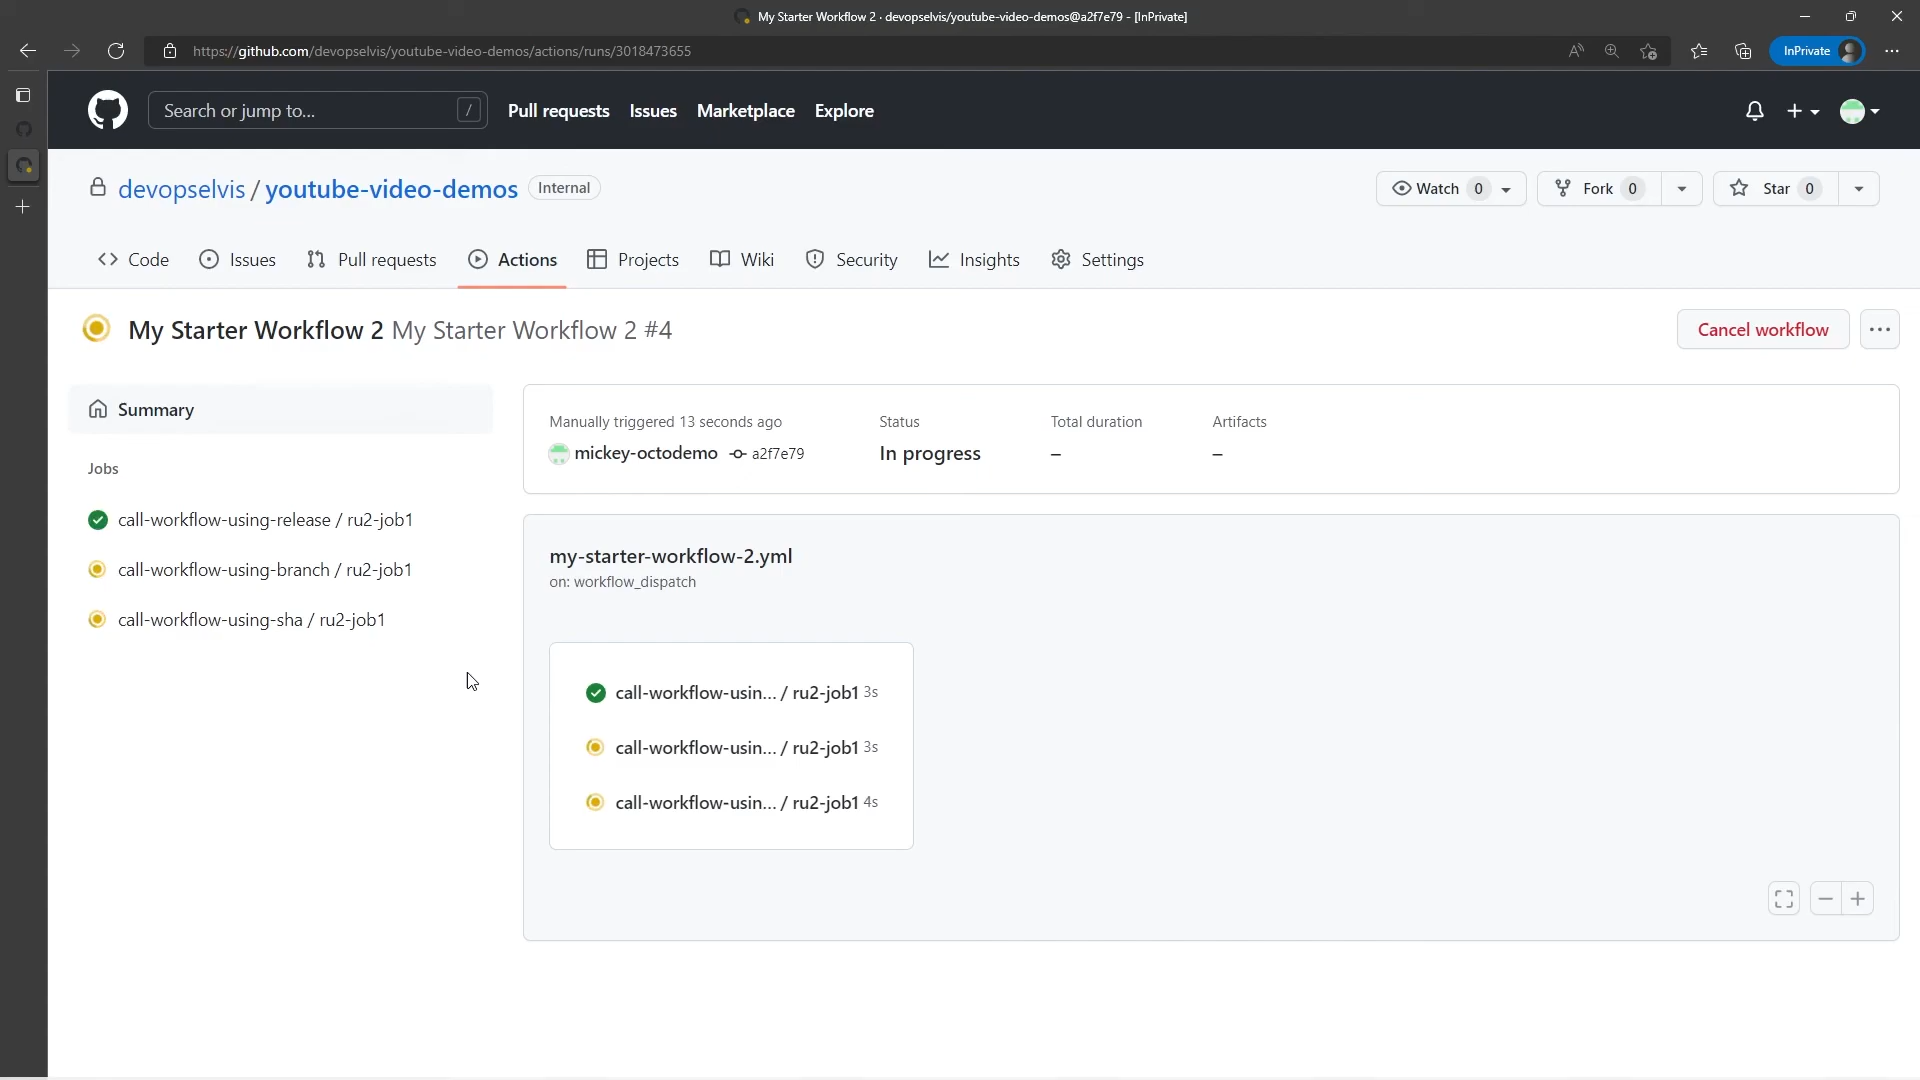 My Starter Workflow 2 · devopselvis/youtube-video-demos@a2f7e79 - [InPrivate]
https://github.com/devopselvis/youtube-video-demos/actions/runs/3018473655
InPrivate
Search or jump to...
/
Pull requests
Issues
Marketplace
Explore
devopselvis / youtube-video-demos
Internal
Watch 0
Fork 0
Star 0
Code
Issues
Pull requests
Actions
Projects
Wiki
Security
Insights
Settings
My Starter Workflow 2 My Starter Workflow 2 #4
Cancel workflow
Summary
Jobs
call-workflow-using-release / ru2-job1
call-workflow-using-branch / ru2-job1
call-workflow-using-sha / ru2-job1
Manually triggered 13 seconds ago
mickey-octodemo a2f7e79
Status
In progress
Total duration
–
Artifacts
–
my-starter-workflow-2.yml
on: workflow_dispatch
call-workflow-usin... / ru2-job1 3s
call-workflow-usin... / ru2-job1 3s
call-workflow-usin... / ru2-job1 4s